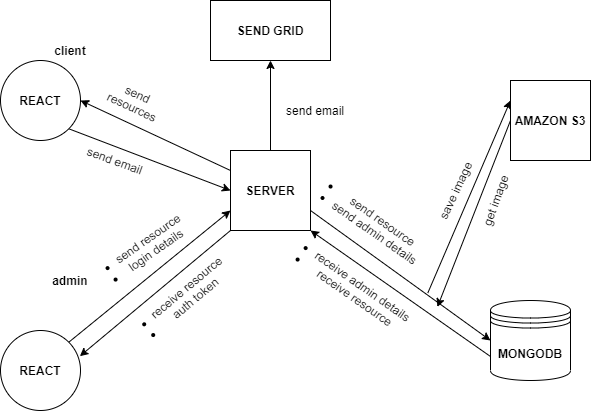 SEND GRID
client
REACT
send
resources
send email
send email
AMAZON S3
SERVER
save image
get image
send resource
send admin details
send resource
login details
admin
receive resource
auth token
receive admin details
receive resource
MONGODB
REACT